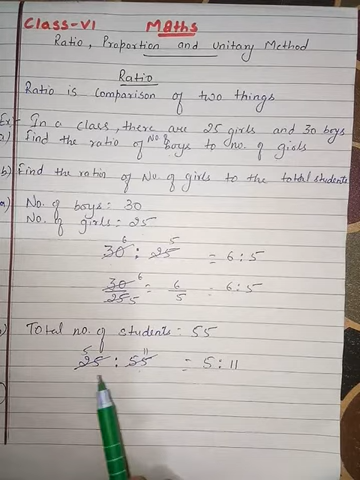 Class-VI Maths
Ratio, Proportion and Unitary Method
Ratio
Ratio is comparison of two things
Ex:- In a class, there are 25 girls and 30 boys
a) Find the ratio of No of boys to no. of girls
b) Find the ratio of No. of girls to the total students
a) No. of boys: 30
No. of girls: 25
6 5
30 : 25 = 6:5
30 6 / 25 5 = 6/5 = 6:5
b) Total no. of students: 55
5 11
25 : 55 = 5:11